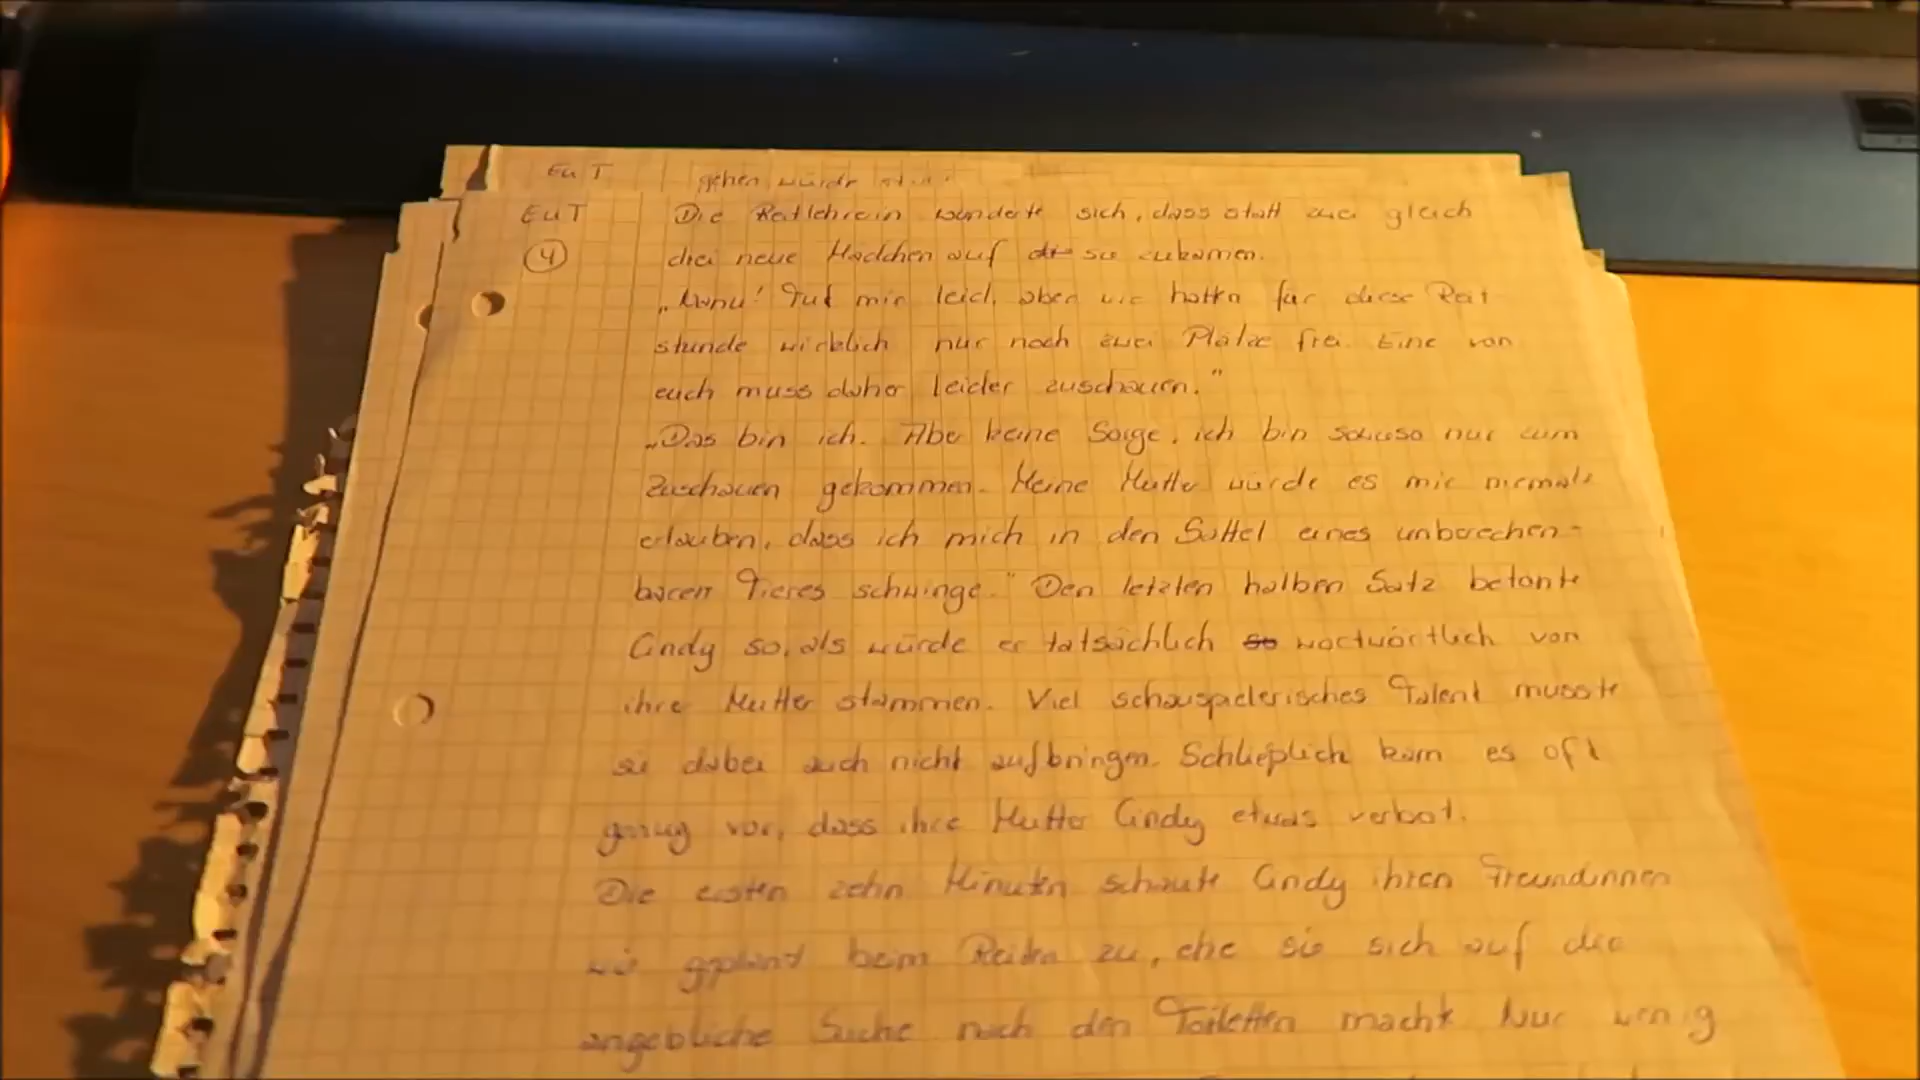 EuT gehen würde
EuT Die Reitlehrerin wunderte sich, dass statt zwei gleich
④ drei neue Mädchen auf die sie zukamen.
„Nanu! Tut mir leid, aber wir hatten für diese Reit
stunde wirklich nur noch zwei Plätze frei. Eine von
euch muss daher leider zuschauen."
„Das bin ich. Aber keine Sorge, ich bin sowieso nur zum
Zuschauen gekommen. Meine Mutter würde es mir niemals
erlauben, dass ich mich in den Sattel eines unberechen-
baren Tieres schwinge." Den letzten halben Satz betonte
Cindy so, als würde er tatsächlich so wortwörtlich von
ihrer Mutter stammen. Viel schauspielerisches Talent musste
sie dabei auch nicht aufbringen. Schließlich kam es oft
genug vor, dass ihre Mutter Cindy etwas verbot.
Die ersten zehn Minuten schaute Cindy ihren Freundinnen
wie geplant beim Reiten zu, ehe sie sich auf die
angebliche Suche nach den Toiletten machte. Nur wenig